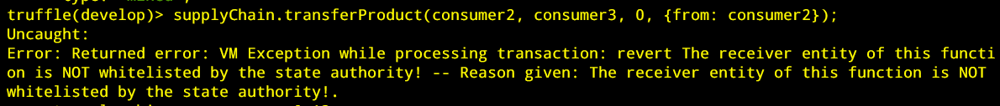 truffle(develop)> supplyChain.transferProduct(consumer2, consumer3, 0, {from: consumer2});
Uncaught:
Error: Returned error: VM Exception while processing transaction: revert The receiver entity of this functi
on is NOT whitelisted by the state authority! -- Reason given: The receiver entity of this function is NOT
whitelisted by the state authority!.